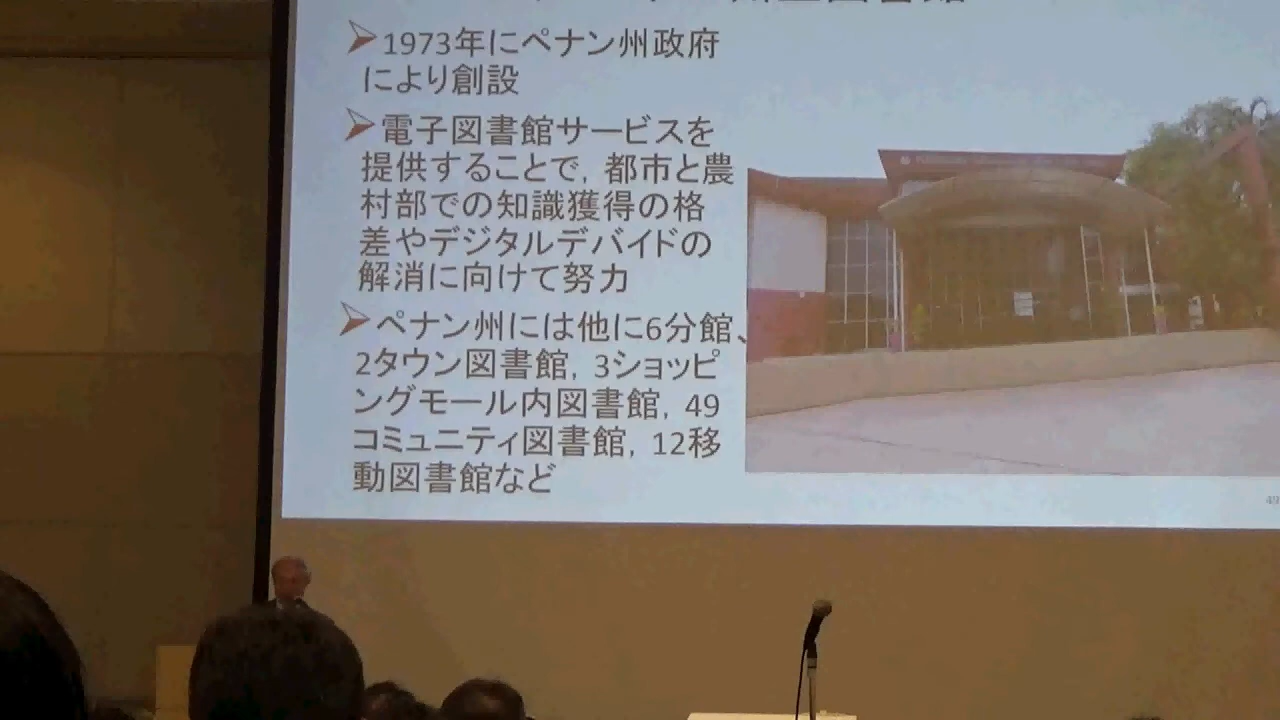 1973年にペナン州政府
により創設
電子図書館サービスを
提供することで，都市と農
村部での知識獲得の格
差やデジタルデバイドの
解消に向けて努力
ペナン州には他に6分館、
2タウン図書館，3ショッピ
ングモール内図書館，49
コミュニティ図書館，12移
動図書館など
49